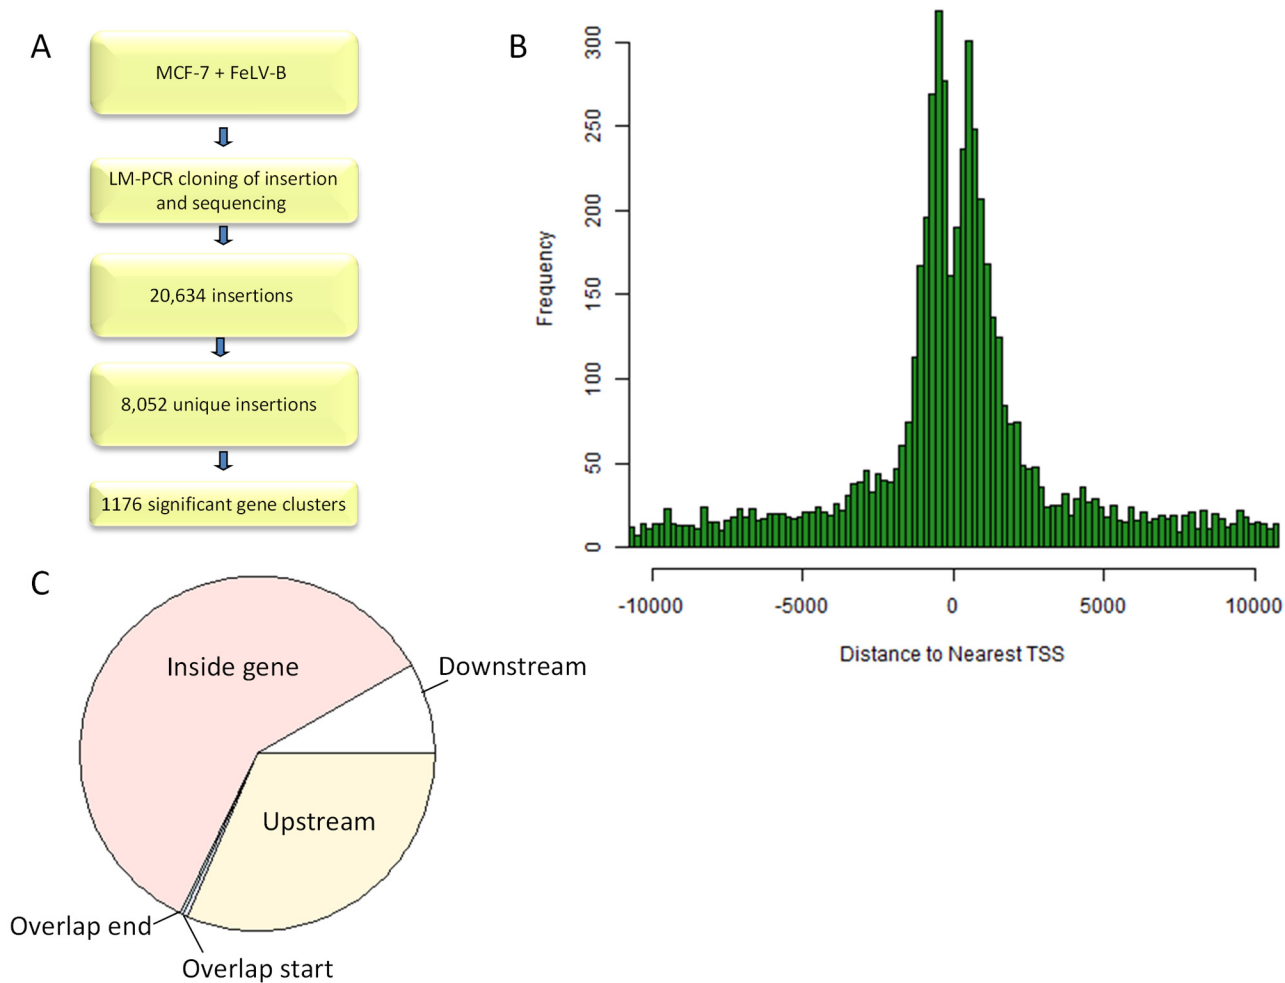 A
MCF-7 + FeLV-B
LM-PCR cloning of insertion
and sequencing
20,634 insertions
8,052 unique insertions
1176 significant gene clusters
B
Frequency
300
250
200
150
100
50
0
-10000
-5000
0
5000
10000
Distance to Nearest TSS
C
Inside gene
Downstream
Upstream
Overlap end
Overlap start